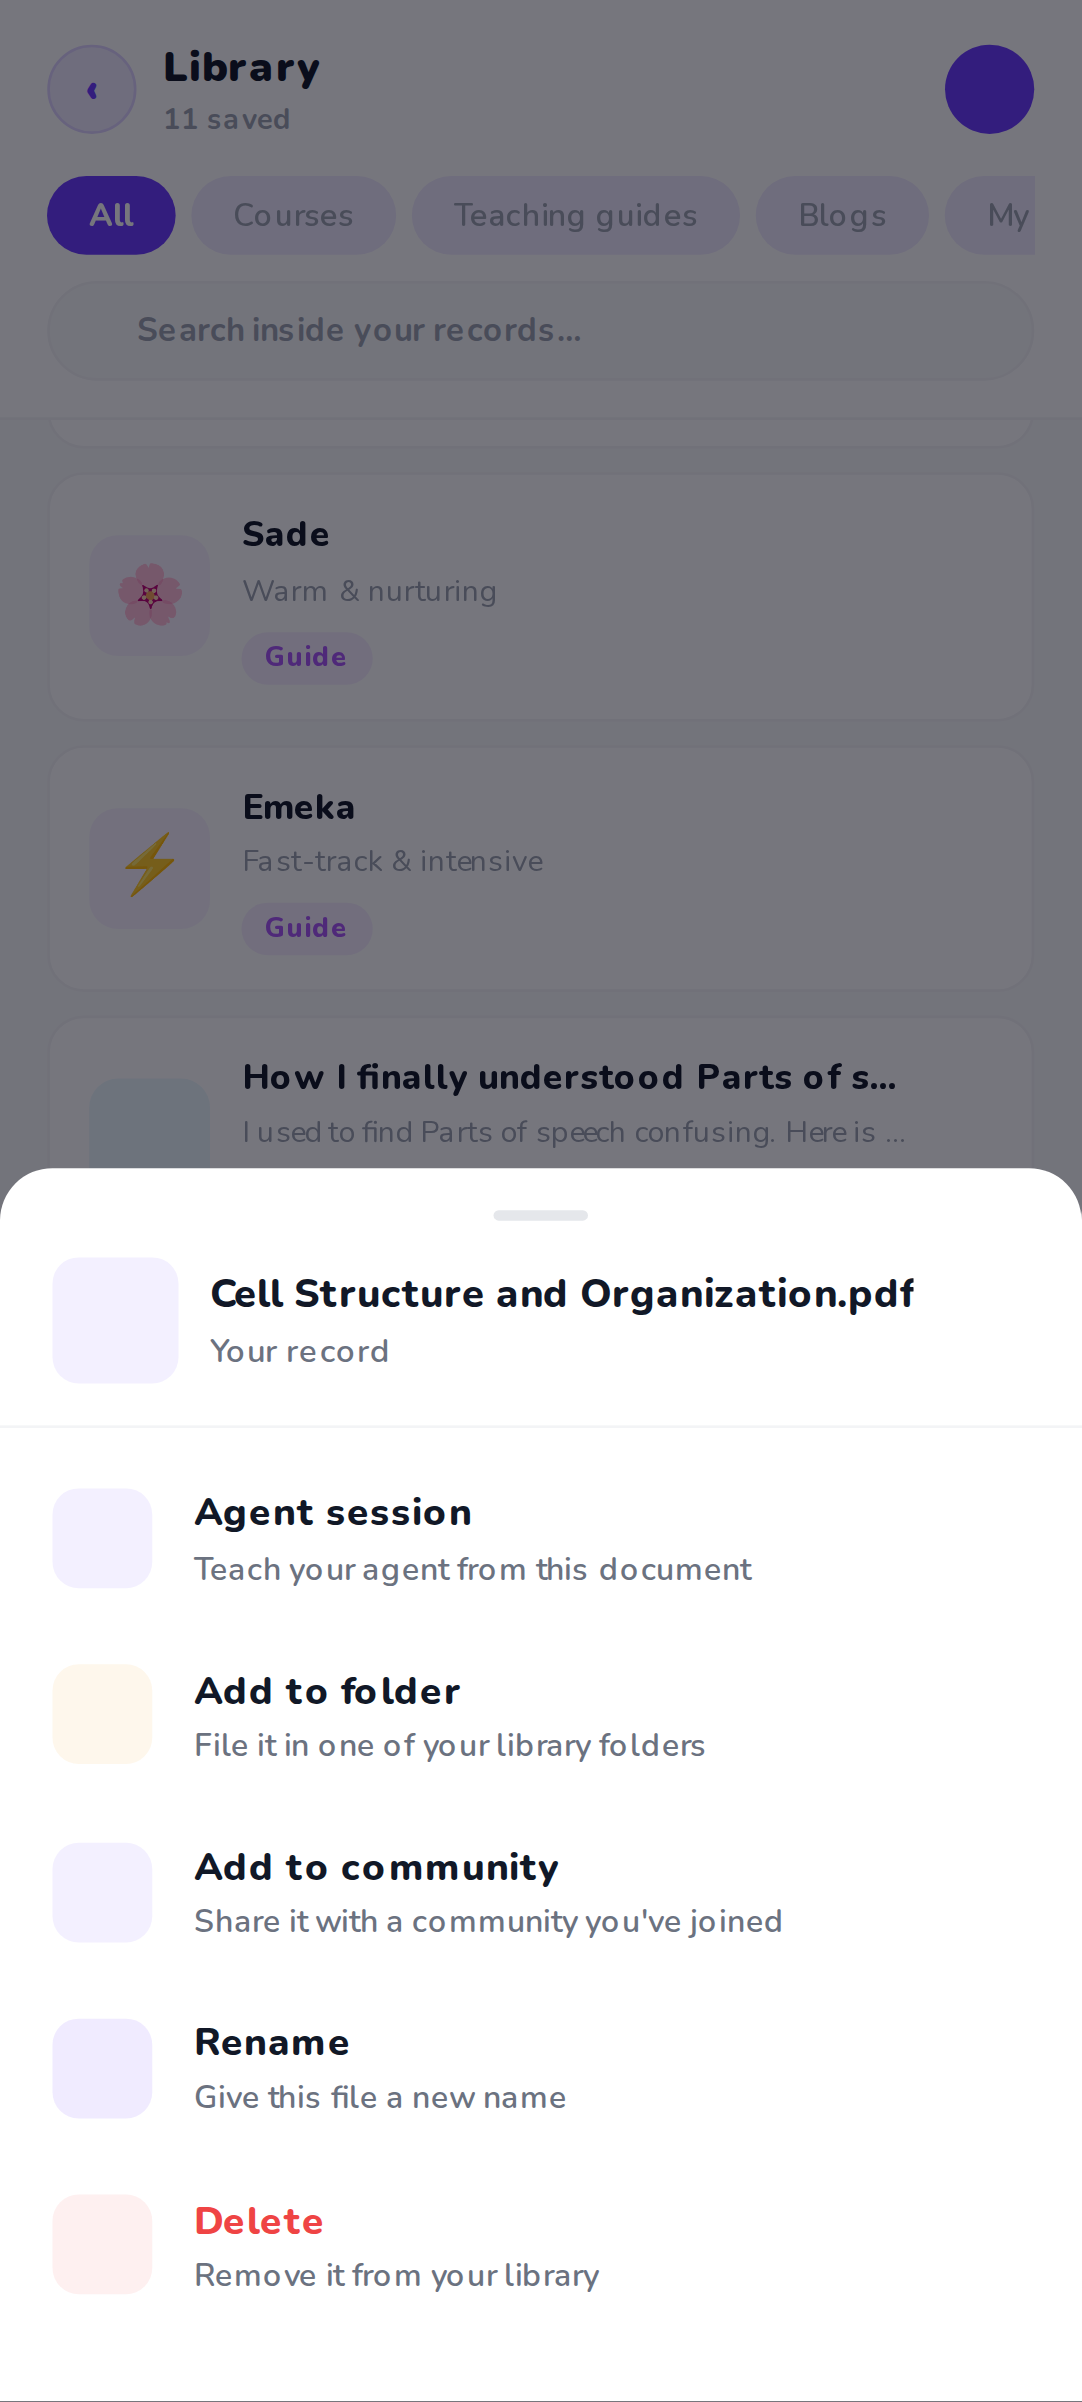 Library
11 saved
All
Courses
Teaching guides
Blogs
My
Search inside your records...
Sade
Warm & nurturing
Guide
Emeka
Fast-track & intensive
Guide
How I finally understood Parts of s...
I used to find Parts of speech confusing. Here is ...
Cell Structure and Organization.pdf
Your record
Agent session
Teach your agent from this document
Add to folder
File it in one of your library folders
Add to community
Share it with a community you've joined
Rename
Give this file a new name
Delete
Remove it from your library